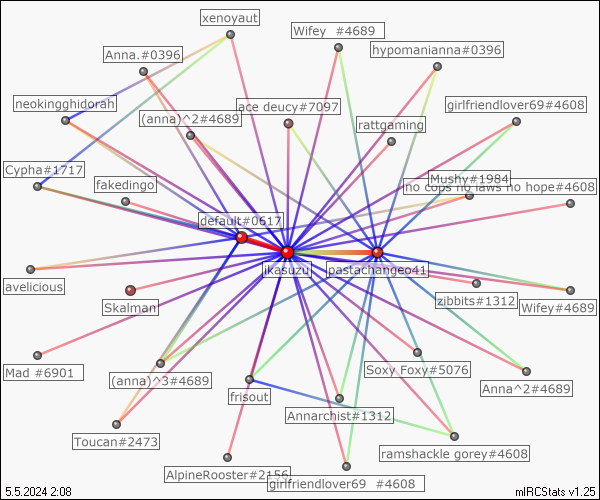 xenoyaut
Wifey  #4689
Anna.#0396
hypomanianna#0396
neokingghidorah
ace deucy#7097
girlfriendlover69#4608
(anna)^2#4689
rattgaming
Cypha#1717
fakedingo
Mushy#1984
no cops no laws no hope#4608
default#0617
ikasuzu
pastachangeo41
avelicious
Skalman
zjbbits#1312
Wifey#4689
Mad #6901
(anna)^3#4689
Soxy Foxy#5076
Anna^2#4689
frisout
Annarchist#1312
Toucan#2473
ramshackle gorey#4608
AlpineRooster#2156
girlfriendlover69  #4608
5.5.2024 2:08
mIRCStats v1.25